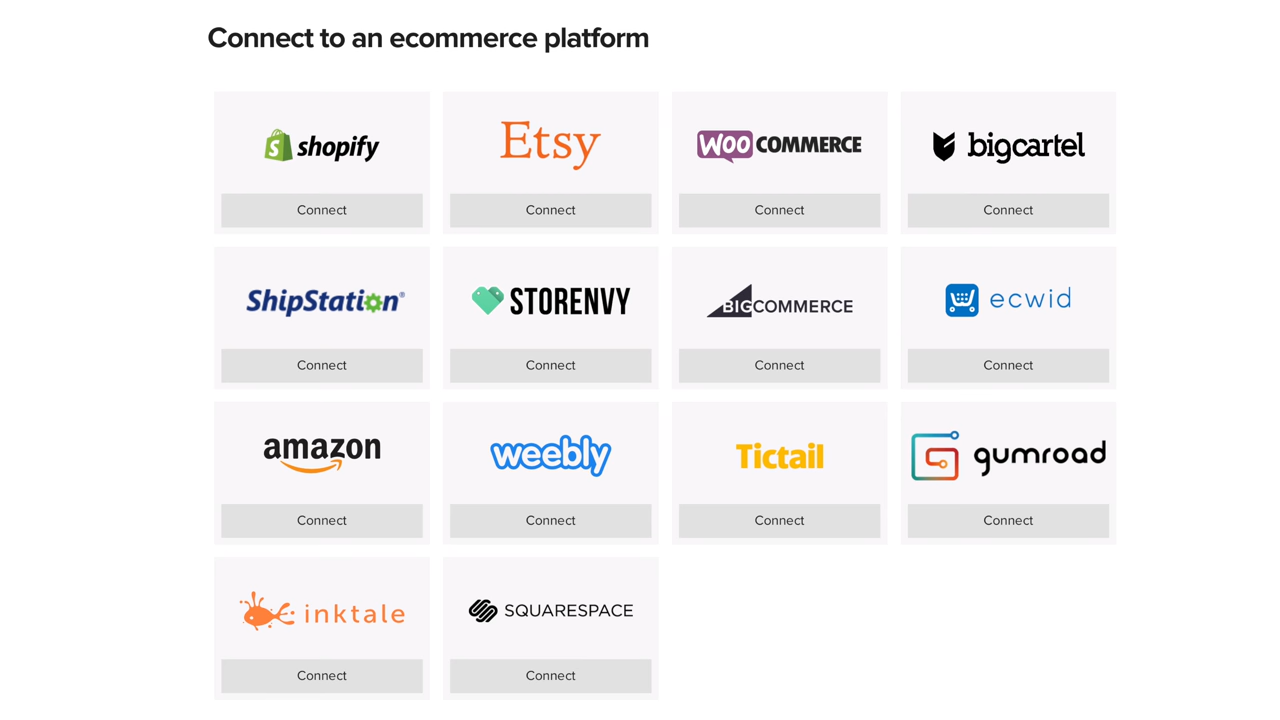 Connect to an ecommerce platform
shopify
Etsy
WOO COMMERCE
bigcartel
Connect
Connect
Connect
Connect
ShipStation®
STORENVY
BIGCOMMERCE
ecwid
Connect
Connect
Connect
Connect
amazon
weebly
Tictail
gumroad
Connect
Connect
Connect
Connect
inktale
SQUARESPACE
Connect
Connect